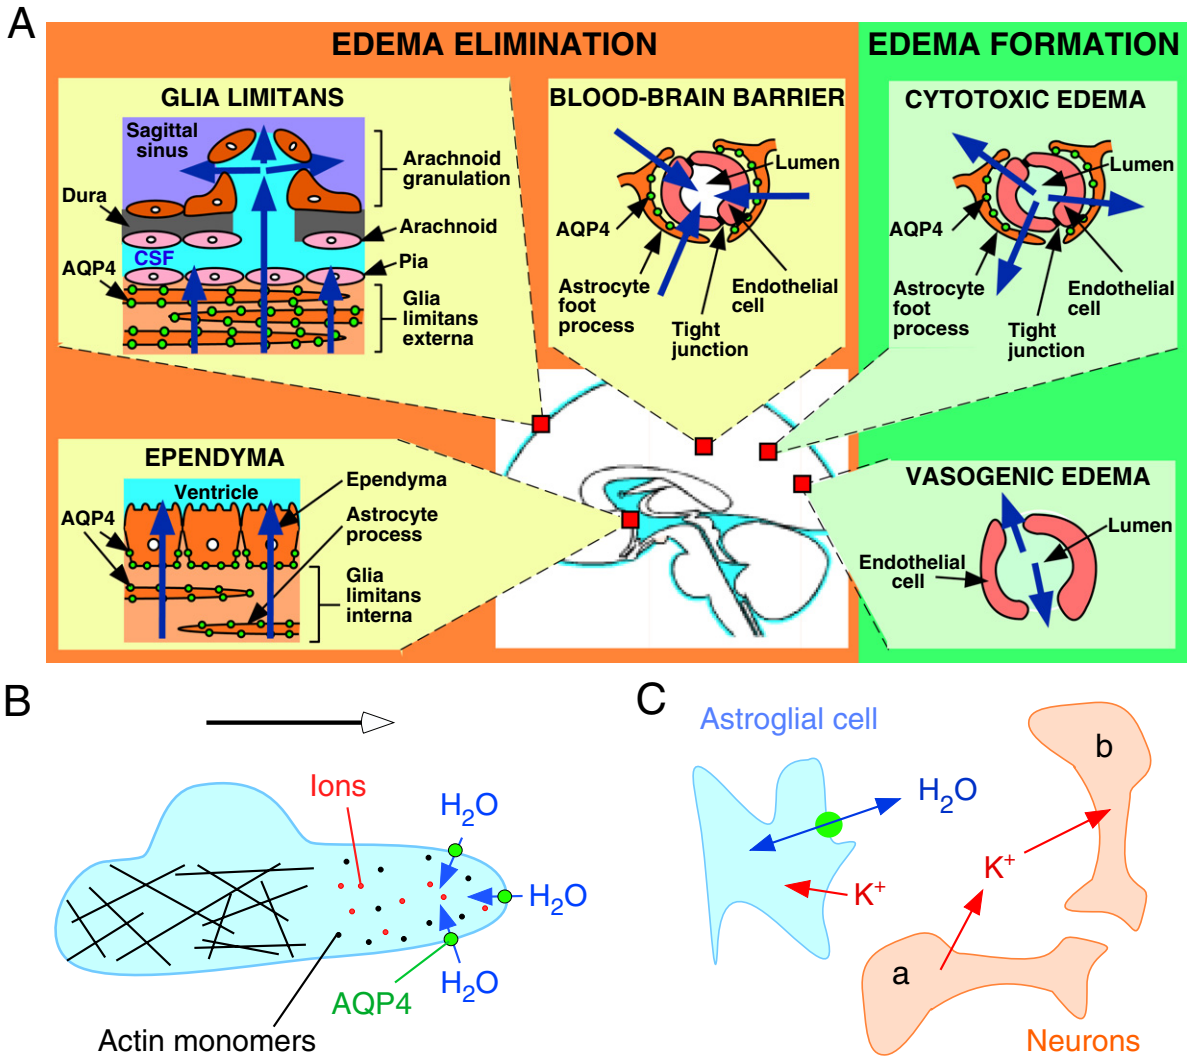 A
EDEMA ELIMINATION
EDEMA FORMATION
GLIA LIMITANS
Sagittal
sinus
Arachnoid
granulation
Dura
Arachnoid
CSF
AQP4
Pia
Glia
limitans
externa
BLOOD-BRAIN BARRIER
Lumen
AQP4
Astrocyte
foot
process
Endothelial
cell
Tight
junction
CYTOTOXIC EDEMA
Lumen
AQP4
Astrocyte
foot
process
Endothelial
cell
Tight
junction
EPENDYMA
Ventricle
Ependyma
AQP4
Astrocyte
process
Glia
limitans
interna
VASOGENIC EDEMA
Lumen
Endothelial
cell
B
Ions
H2O
H2O
H2O
AQP4
Actin monomers
C
Astroglial cell
b
H2O
K+
K+
a
Neurons